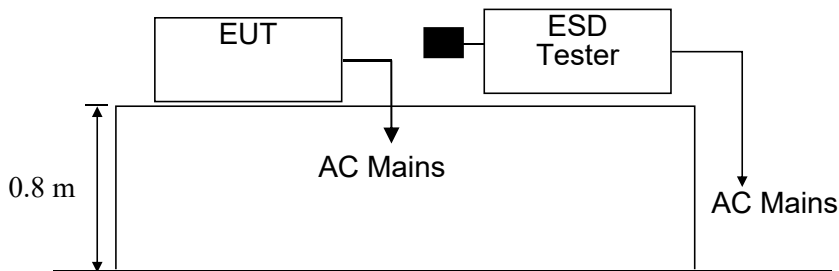 EUT
ESD
Tester
AC Mains
0.8 m
AC Mains